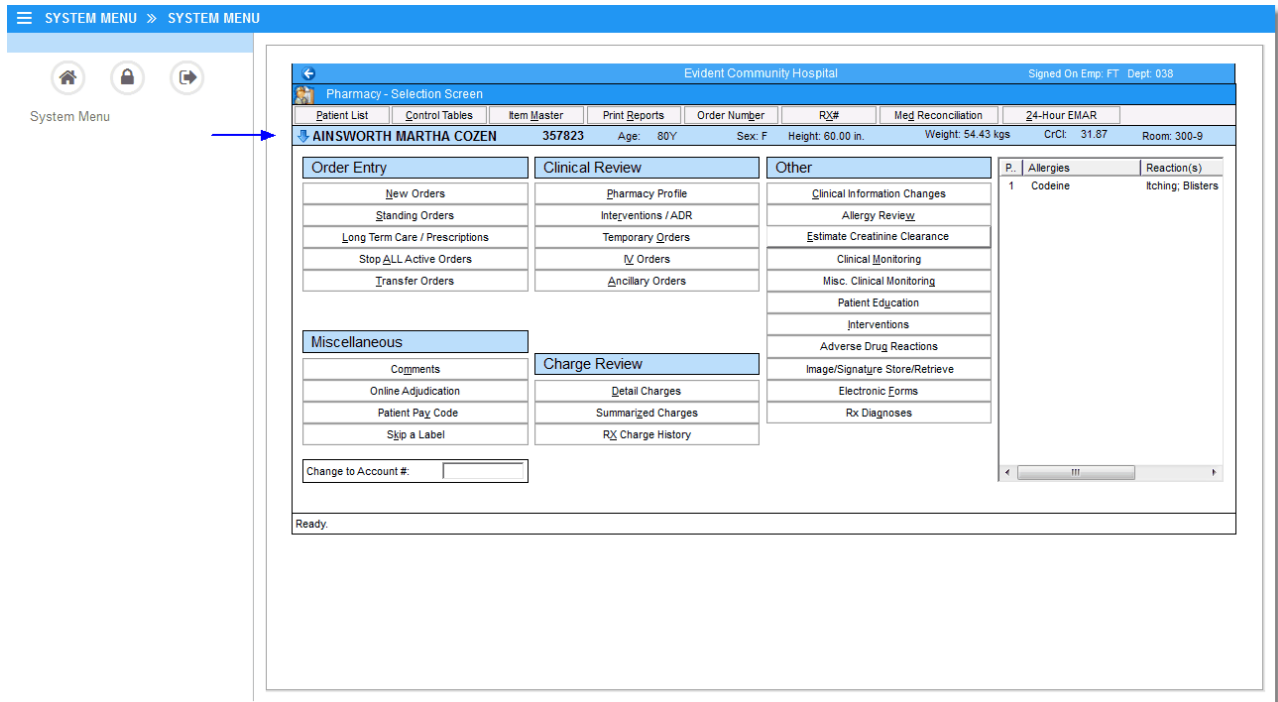 SYSTEM MENU » SYSTEM MENU
System Menu
Evident Community Hospital Signed On Emp: FT Dept: 038
Pharmacy - Selection Screen
Patient List Control Tables Item Master Print Reports Order Number RX# Med Reconciliation 24-Hour EMAR
AINSWORTH MARTHA COZEN 357823 Age: 80Y Sex: F Height: 60.00 in. Weight: 54.43 kgs CrCl: 31.87 Room: 300-9
Order Entry
New Orders
Standing Orders
Long Term Care / Prescriptions
Stop ALL Active Orders
Transfer Orders
Miscellaneous
Comments
Online Adjudication
Patient Pay Code
Skip a Label
Change to Account #:
Clinical Review
Pharmacy Profile
Interventions / ADR
Temporary Orders
IV Orders
Ancillary Orders
Charge Review
Detail Charges
Summarized Charges
RX Charge History
Other
Clinical Information Changes
Allergy Review
Estimate Creatinine Clearance
Clinical Monitoring
Misc. Clinical Monitoring
Patient Education
Interventions
Adverse Drug Reactions
Image/Signature Store/Retrieve
Electronic Forms
Rx Diagnoses
P.. Allergies Reaction(s)
1 Codeine Itching; Blisters
Ready.